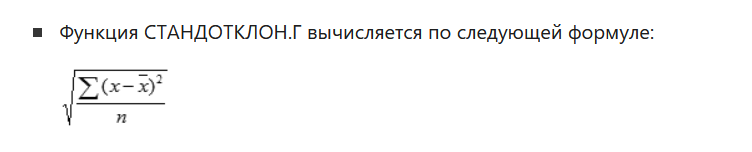 Функция СТАНДОТКЛОН.Г вычисляется по следующей формуле:
√(∑(x−x̅)²
n